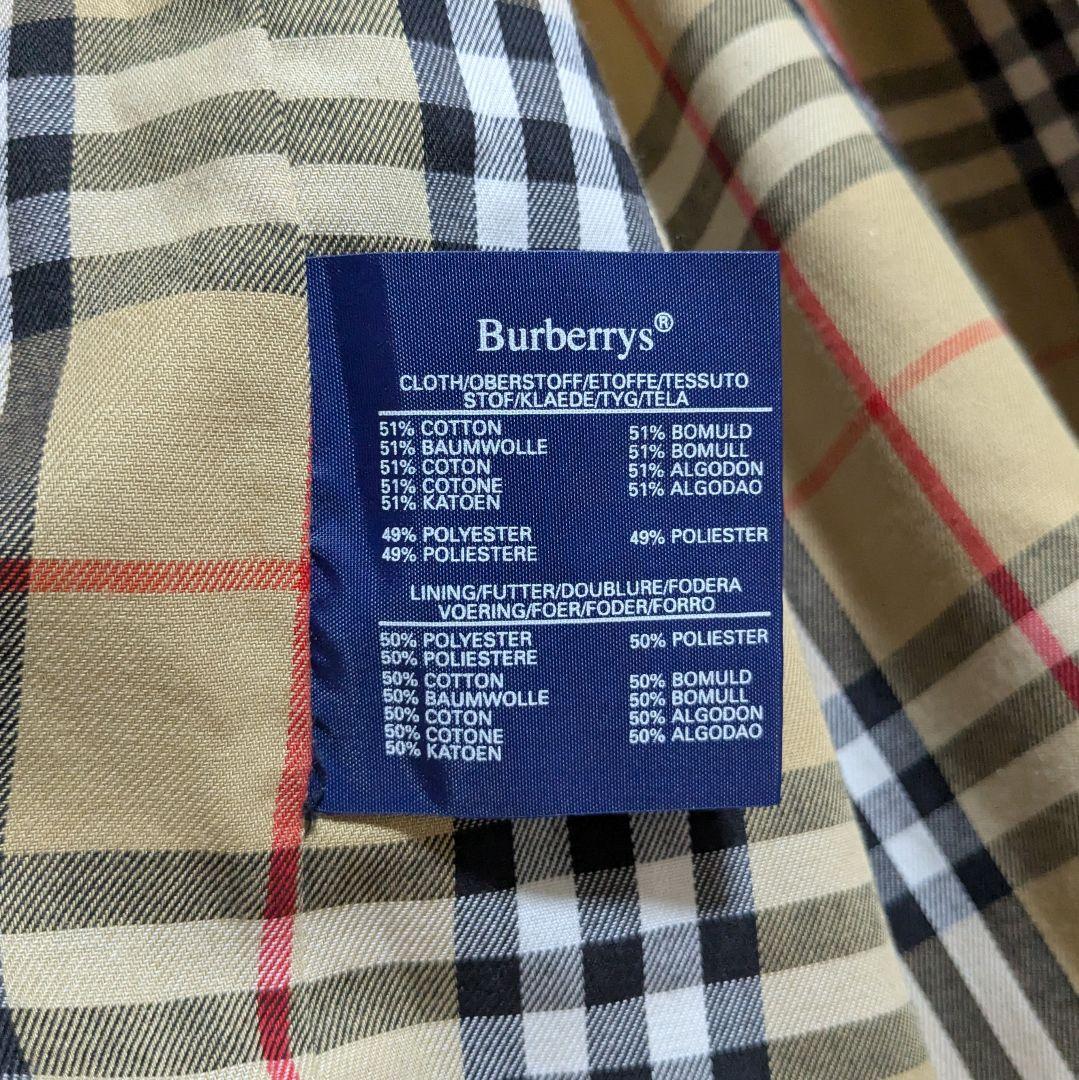 Burberrys®
CLOTH/OBERSTOFF/ETOFFE/TESSUTO
STOF/KLAEDE/TYG/TELA
51% COTTON
51% BAUMWOLLE
51% COTON
51% COTONE
51% KATOEN
51% BOMULD
51% BOMULL
51% ALGODON
51% ALGODAO
49% POLYESTER
49% POLIESTERE
49% POLIESTER
LINING/FUTTER/DOUBLURE/FODERA
VOERING/FOER/FODER/FORRO
50% POLYESTER
50% POLIESTERE
50% POLIESTER
50% COTTON
50% BAUMWOLLE
50% COTON
50% COTONE
50% KATOEN
50% BOMULD
50% BOMULL
50% ALGODON
50% ALGODAO